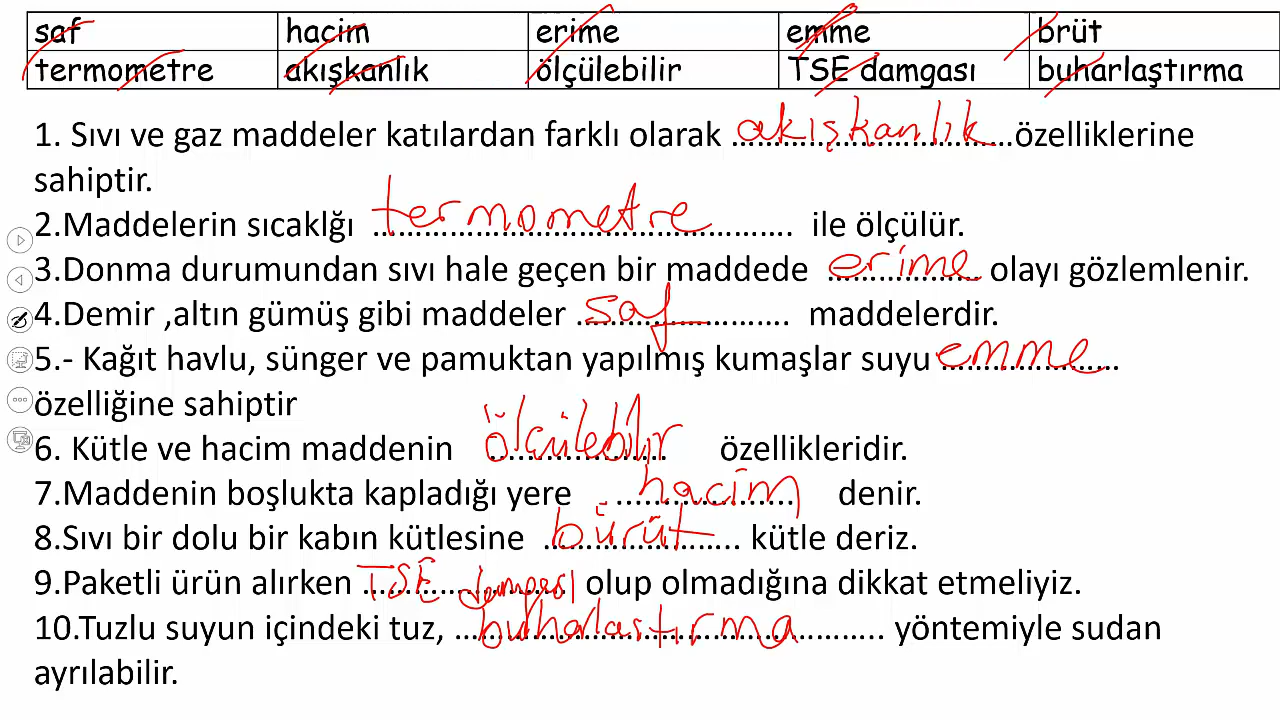 saf hacim erime emme brüt
termometre akışkanlık ölçülebilir TSE damgası buharlaştırma
1. Sıvı ve gaz maddeler katılardan farklı olarak akışkanlık özelliklerine
sahiptir.
2.Maddelerin sıcaklğı termometre ile ölçülür.
3.Donma durumundan sıvı hale geçen bir maddede erime olayı gözlemlenir.
4.Demir ,altın gümüş gibi maddeler saf maddelerdir.
5.- Kağıt havlu, sünger ve pamuktan yapılmış kumaşlar suyu emme
özelliğine sahiptir
6. Kütle ve hacim maddenin ölçülebilir özellikleridir.
7.Maddenin boşlukta kapladığı yere hacim denir.
8.Sıvı bir dolu bir kabın kütlesine bürüt kütle deriz.
9.Paketli ürün alırken TSE damgası olup olmadığına dikkat etmeliyiz.
10.Tuzlu suyun içindeki tuz, buharlaştırma yöntemiyle sudan
ayrılabilir.